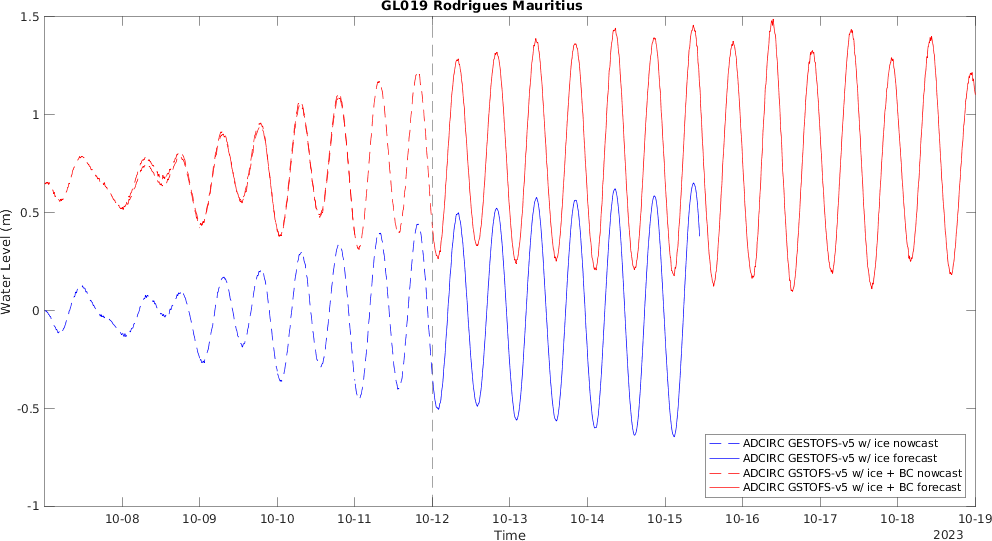 GL019 Rodrigues Mauritius
1.5
1
0.5
0
-0.5
-1
Water Level (m)
10-08 10-09 10-10 10-11 10-12 10-13 10-14 10-15 10-16 10-17 10-18 10-19
Time
2023
ADCIRC GESTOFS-v5 w/ ice nowcast
ADCIRC GESTOFS-v5 w/ ice forecast
ADCIRC GSTOFS-v5 w/ ice + BC nowcast
ADCIRC GSTOFS-v5 w/ ice + BC forecast